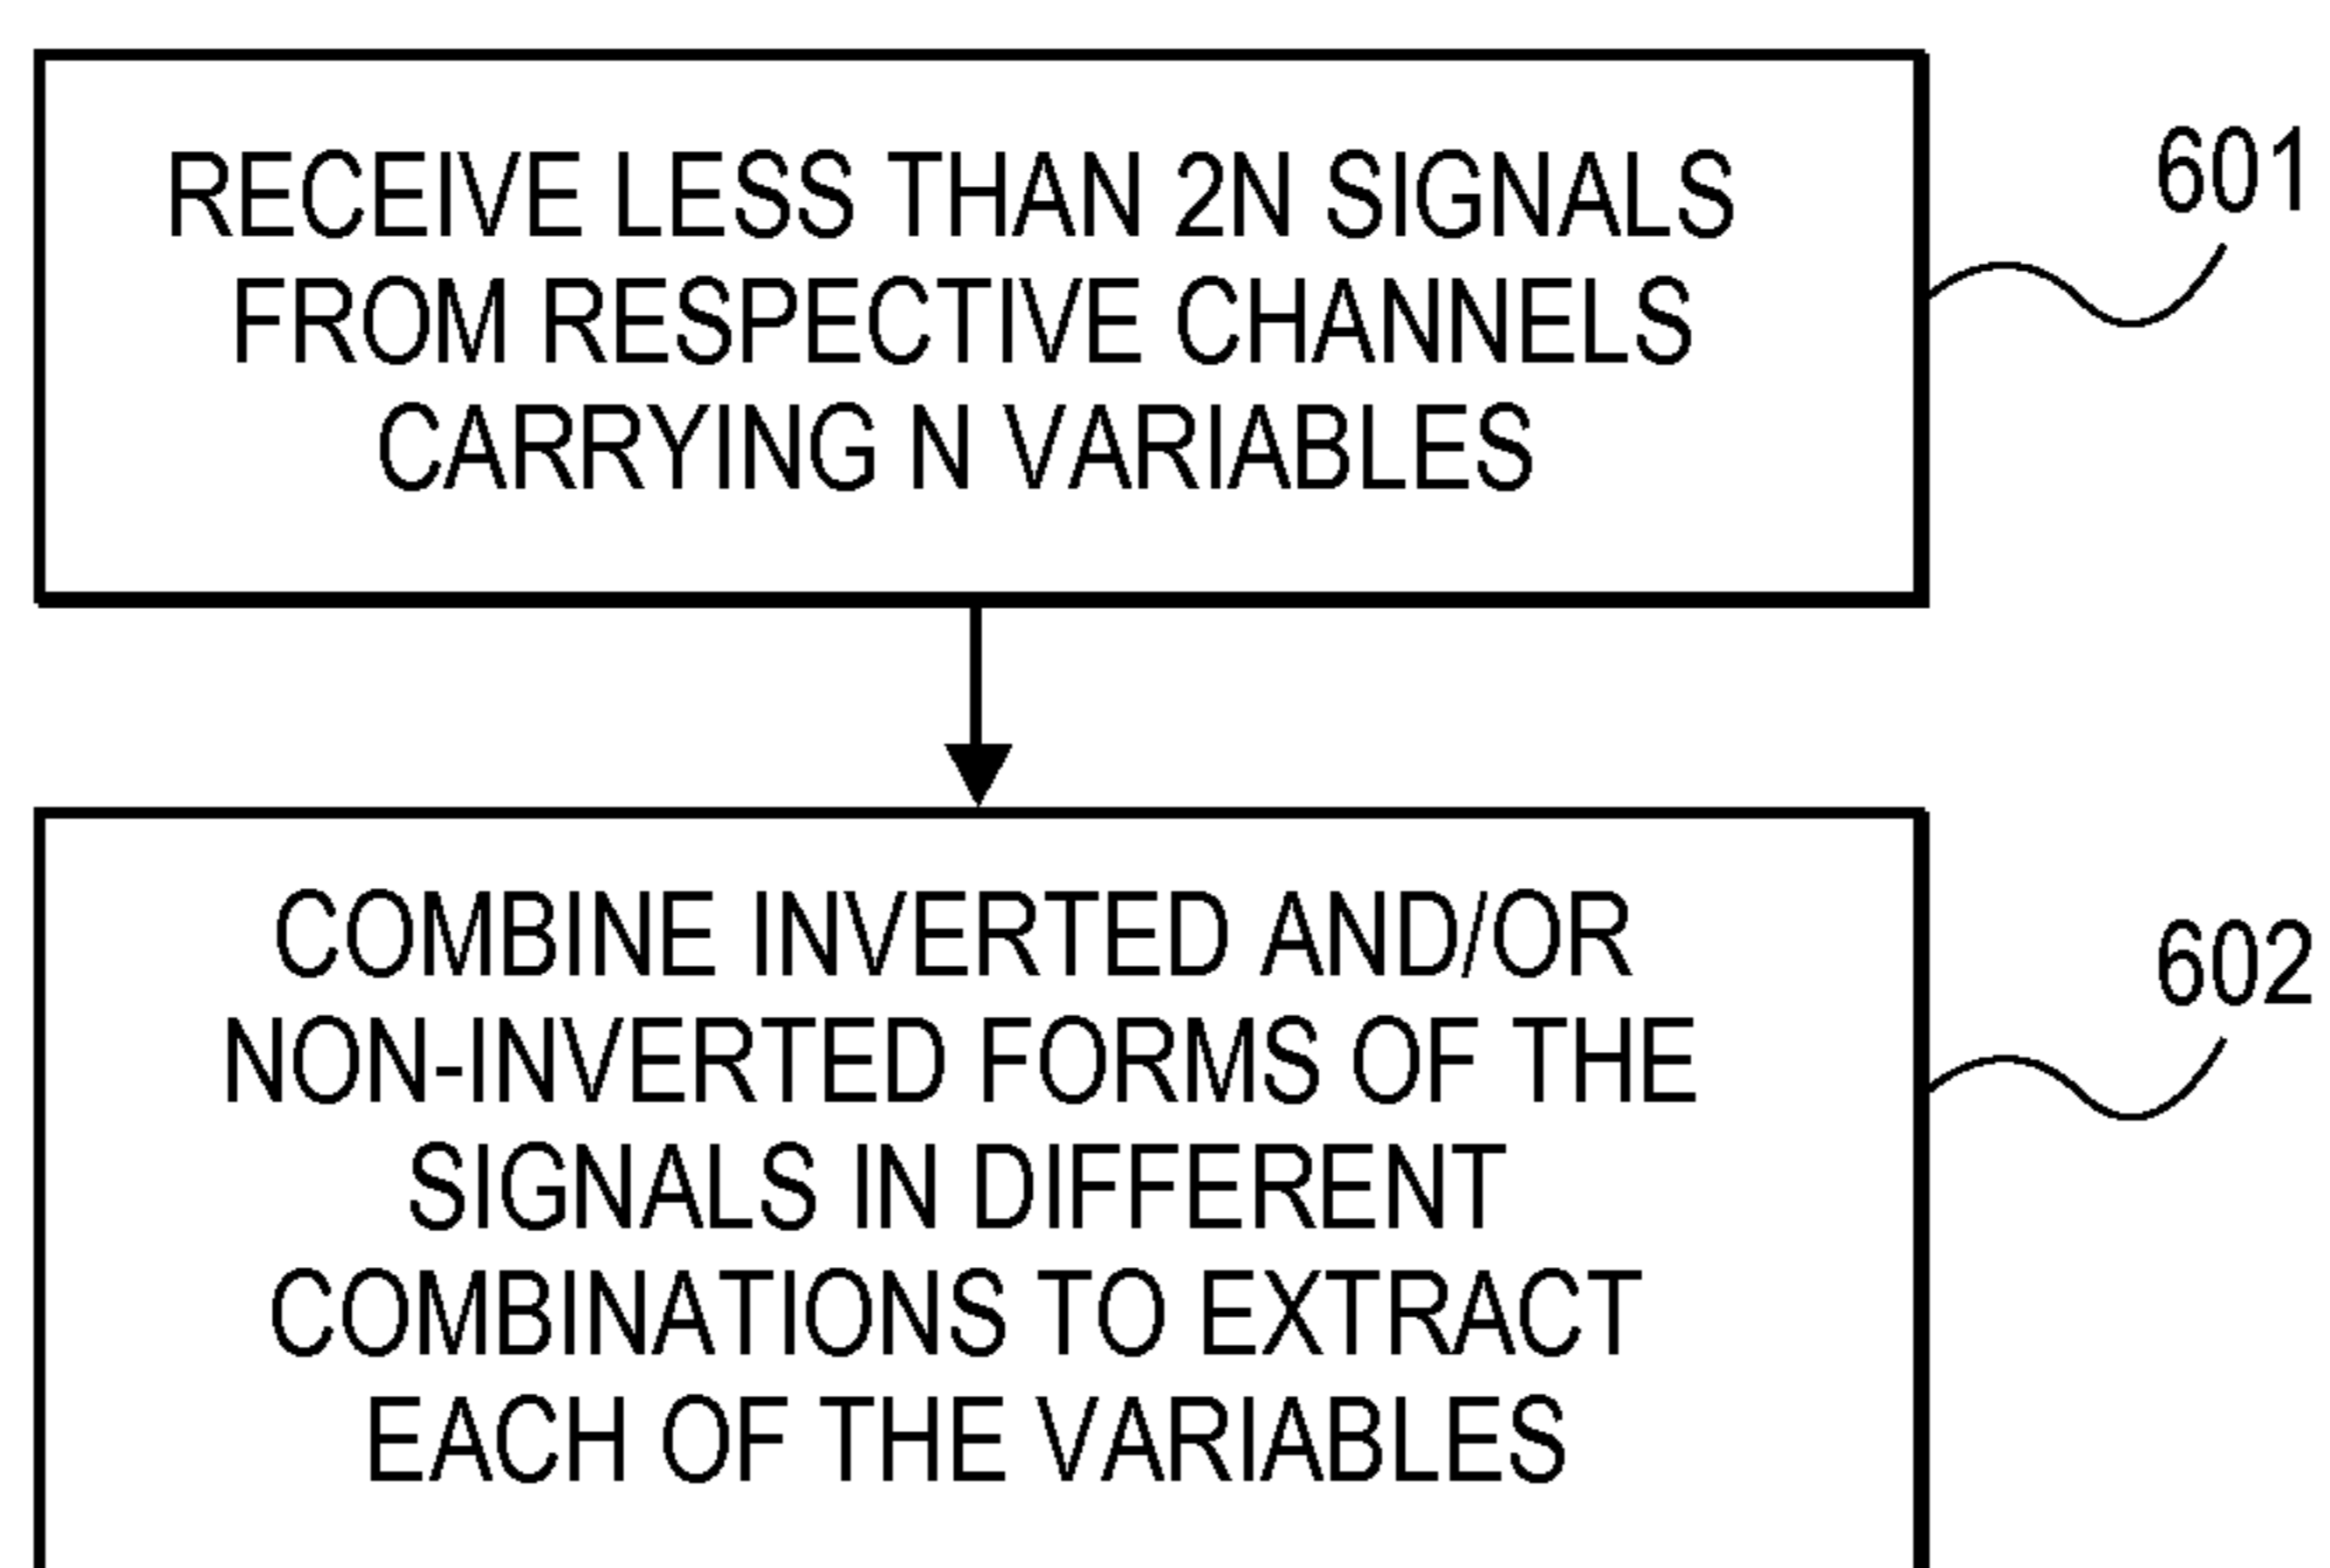 RECEIVE LESS THAN 2N SIGNALS
FROM RESPECTIVE CHANNELS
CARRYING N VARIABLES
601
COMBINE INVERTED AND/OR
NON-INVERTED FORMS OF THE
SIGNALS IN DIFFERENT
COMBINATIONS TO EXTRACT
EACH OF THE VARIABLES
602